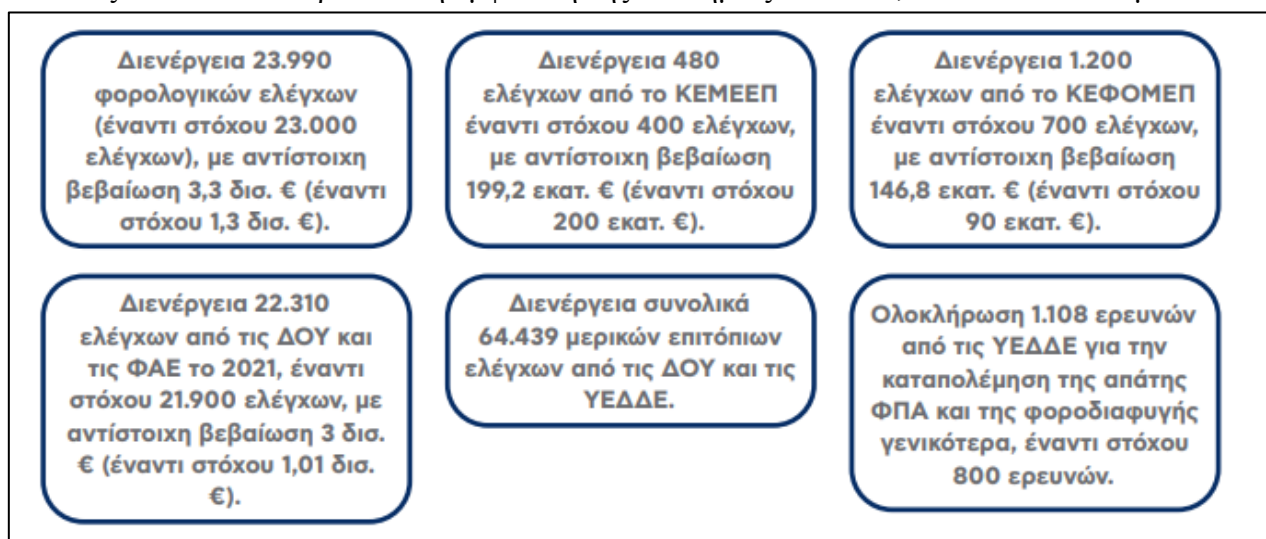 Διενέργεια 23.990
φορολογικών ελέγχων
(έναντι στόχου 23.000
ελέγχων), με αντίστοιχη
βεβαίωση 3,3 δισ. € (έναντι
στόχου 1,3 δισ. €).
Διενέργεια 480
ελέγχων από το ΚΕΜΕΕΠ
έναντι στόχου 400 ελέγχων,
με αντίστοιχη βεβαίωση
199,2 εκατ. € (έναντι στόχου
200 εκατ. €).
Διενέργεια 1.200
ελέγχων από το ΚΕΦΟΜΕΠ
έναντι στόχου 700 ελέγχων,
με αντίστοιχη βεβαίωση
146,8 εκατ. € (έναντι στόχου
90 εκατ. €).
Διενέργεια 22.310
ελέγχων από τις ΔΟΥ και
τις ΦΑΕ το 2021, έναντι
στόχου 21.900 ελέγχων, με
αντίστοιχη βεβαίωση 3 δισ.
€ (έναντι στόχου 1,01 δισ.
€).
Διενέργεια συνολικά
64.439 μερικών επιτόπιων
ελέγχων από τις ΔΟΥ και τις
ΥΕΔΔΕ.
Ολοκλήρωση 1.108 ερευνών
από τις ΥΕΔΔΕ για την
καταπολέμηση της απάτης
ΦΠΑ και της φοροδιαφυγής
γενικότερα, έναντι στόχου
800 ερευνών.